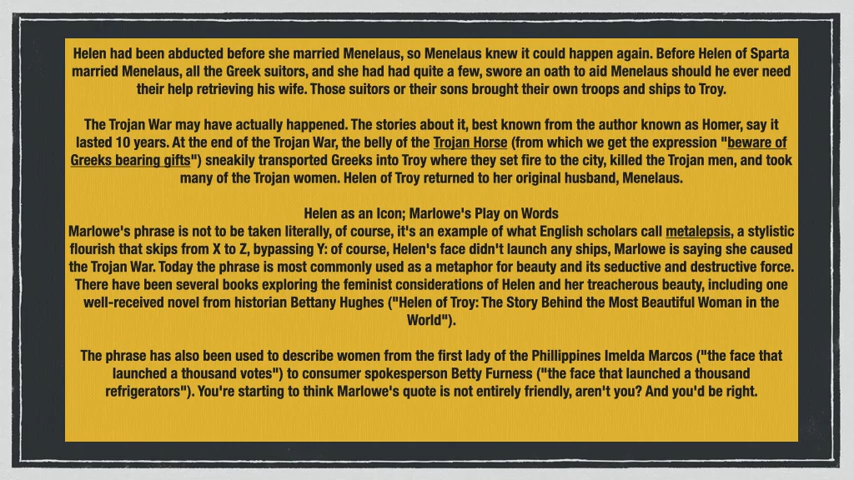 Helen had been abducted before she married Menelaus, so Menelaus knew it could happen again. Before Helen of Sparta
married Menelaus, all the Greek suitors, and she had had quite a few, swore an oath to aid Menelaus should he ever need
their help retrieving his wife. Those suitors or their sons brought their own troops and ships to Troy.
The Trojan War may have actually happened. The stories about it, best known from the author known as Homer, say it
lasted 10 years. At the end of the Trojan War, the belly of the Trojan Horse (from which we get the expression "beware of
Greeks bearing gifts") sneakily transported Greeks into Troy where they set fire to the city, killed the Trojan men, and took
many of the Trojan women. Helen of Troy returned to her original husband, Menelaus.
Helen as an Icon; Marlowe's Play on Words
Marlowe's phrase is not to be taken literally, of course, it's an example of what English scholars call metalepsis, a stylistic
flourish that skips from X to Z, bypassing Y: of course, Helen's face didn't launch any ships, Marlowe is saying she caused
the Trojan War. Today the phrase is most commonly used as a metaphor for beauty and its seductive and destructive force.
There have been several books exploring the feminist considerations of Helen and her treacherous beauty, including one
well-received novel from historian Bettany Hughes ("Helen of Troy: The Story Behind the Most Beautiful Woman in the
World").
The phrase has also been used to describe women from the first lady of the Phillippines Imelda Marcos ("the face that
launched a thousand votes") to consumer spokesperson Betty Furness ("the face that launched a thousand
refrigerators"). You're starting to think Marlowe's quote is not entirely friendly, aren't you? And you'd be right.